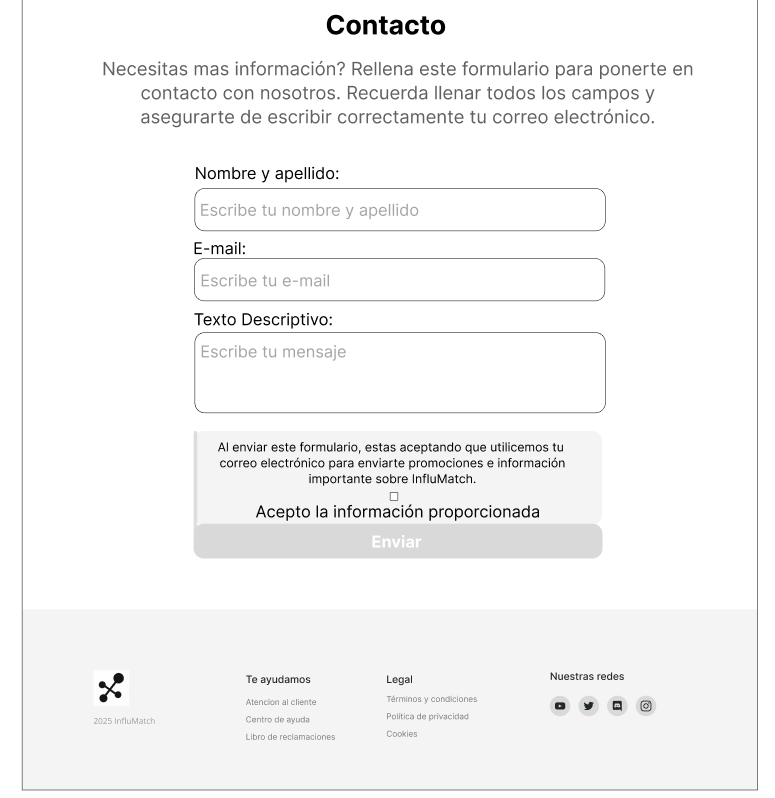 Contacto
Necesitas mas información? Rellena este formulario para ponerte en
contacto con nosotros. Recuerda llenar todos los campos y
asegurarte de escribir correctamente tu correo electrónico.
Nombre y apellido:
Escribe tu nombre y apellido
E-mail:
Escribe tu e-mail
Texto Descriptivo:
Escribe tu mensaje
Al enviar este formulario, estas aceptando que utilicemos tu
correo electrónico para enviarte promociones e información
importante sobre InfluMatch.
Acepto la información proporcionada
Enviar
2025 InfluMatch
Te ayudamos
Atencion al cliente
Centro de ayuda
Libro de reclamaciones
Legal
Términos y condiciones
Política de privacidad
Cookies
Nuestras redes